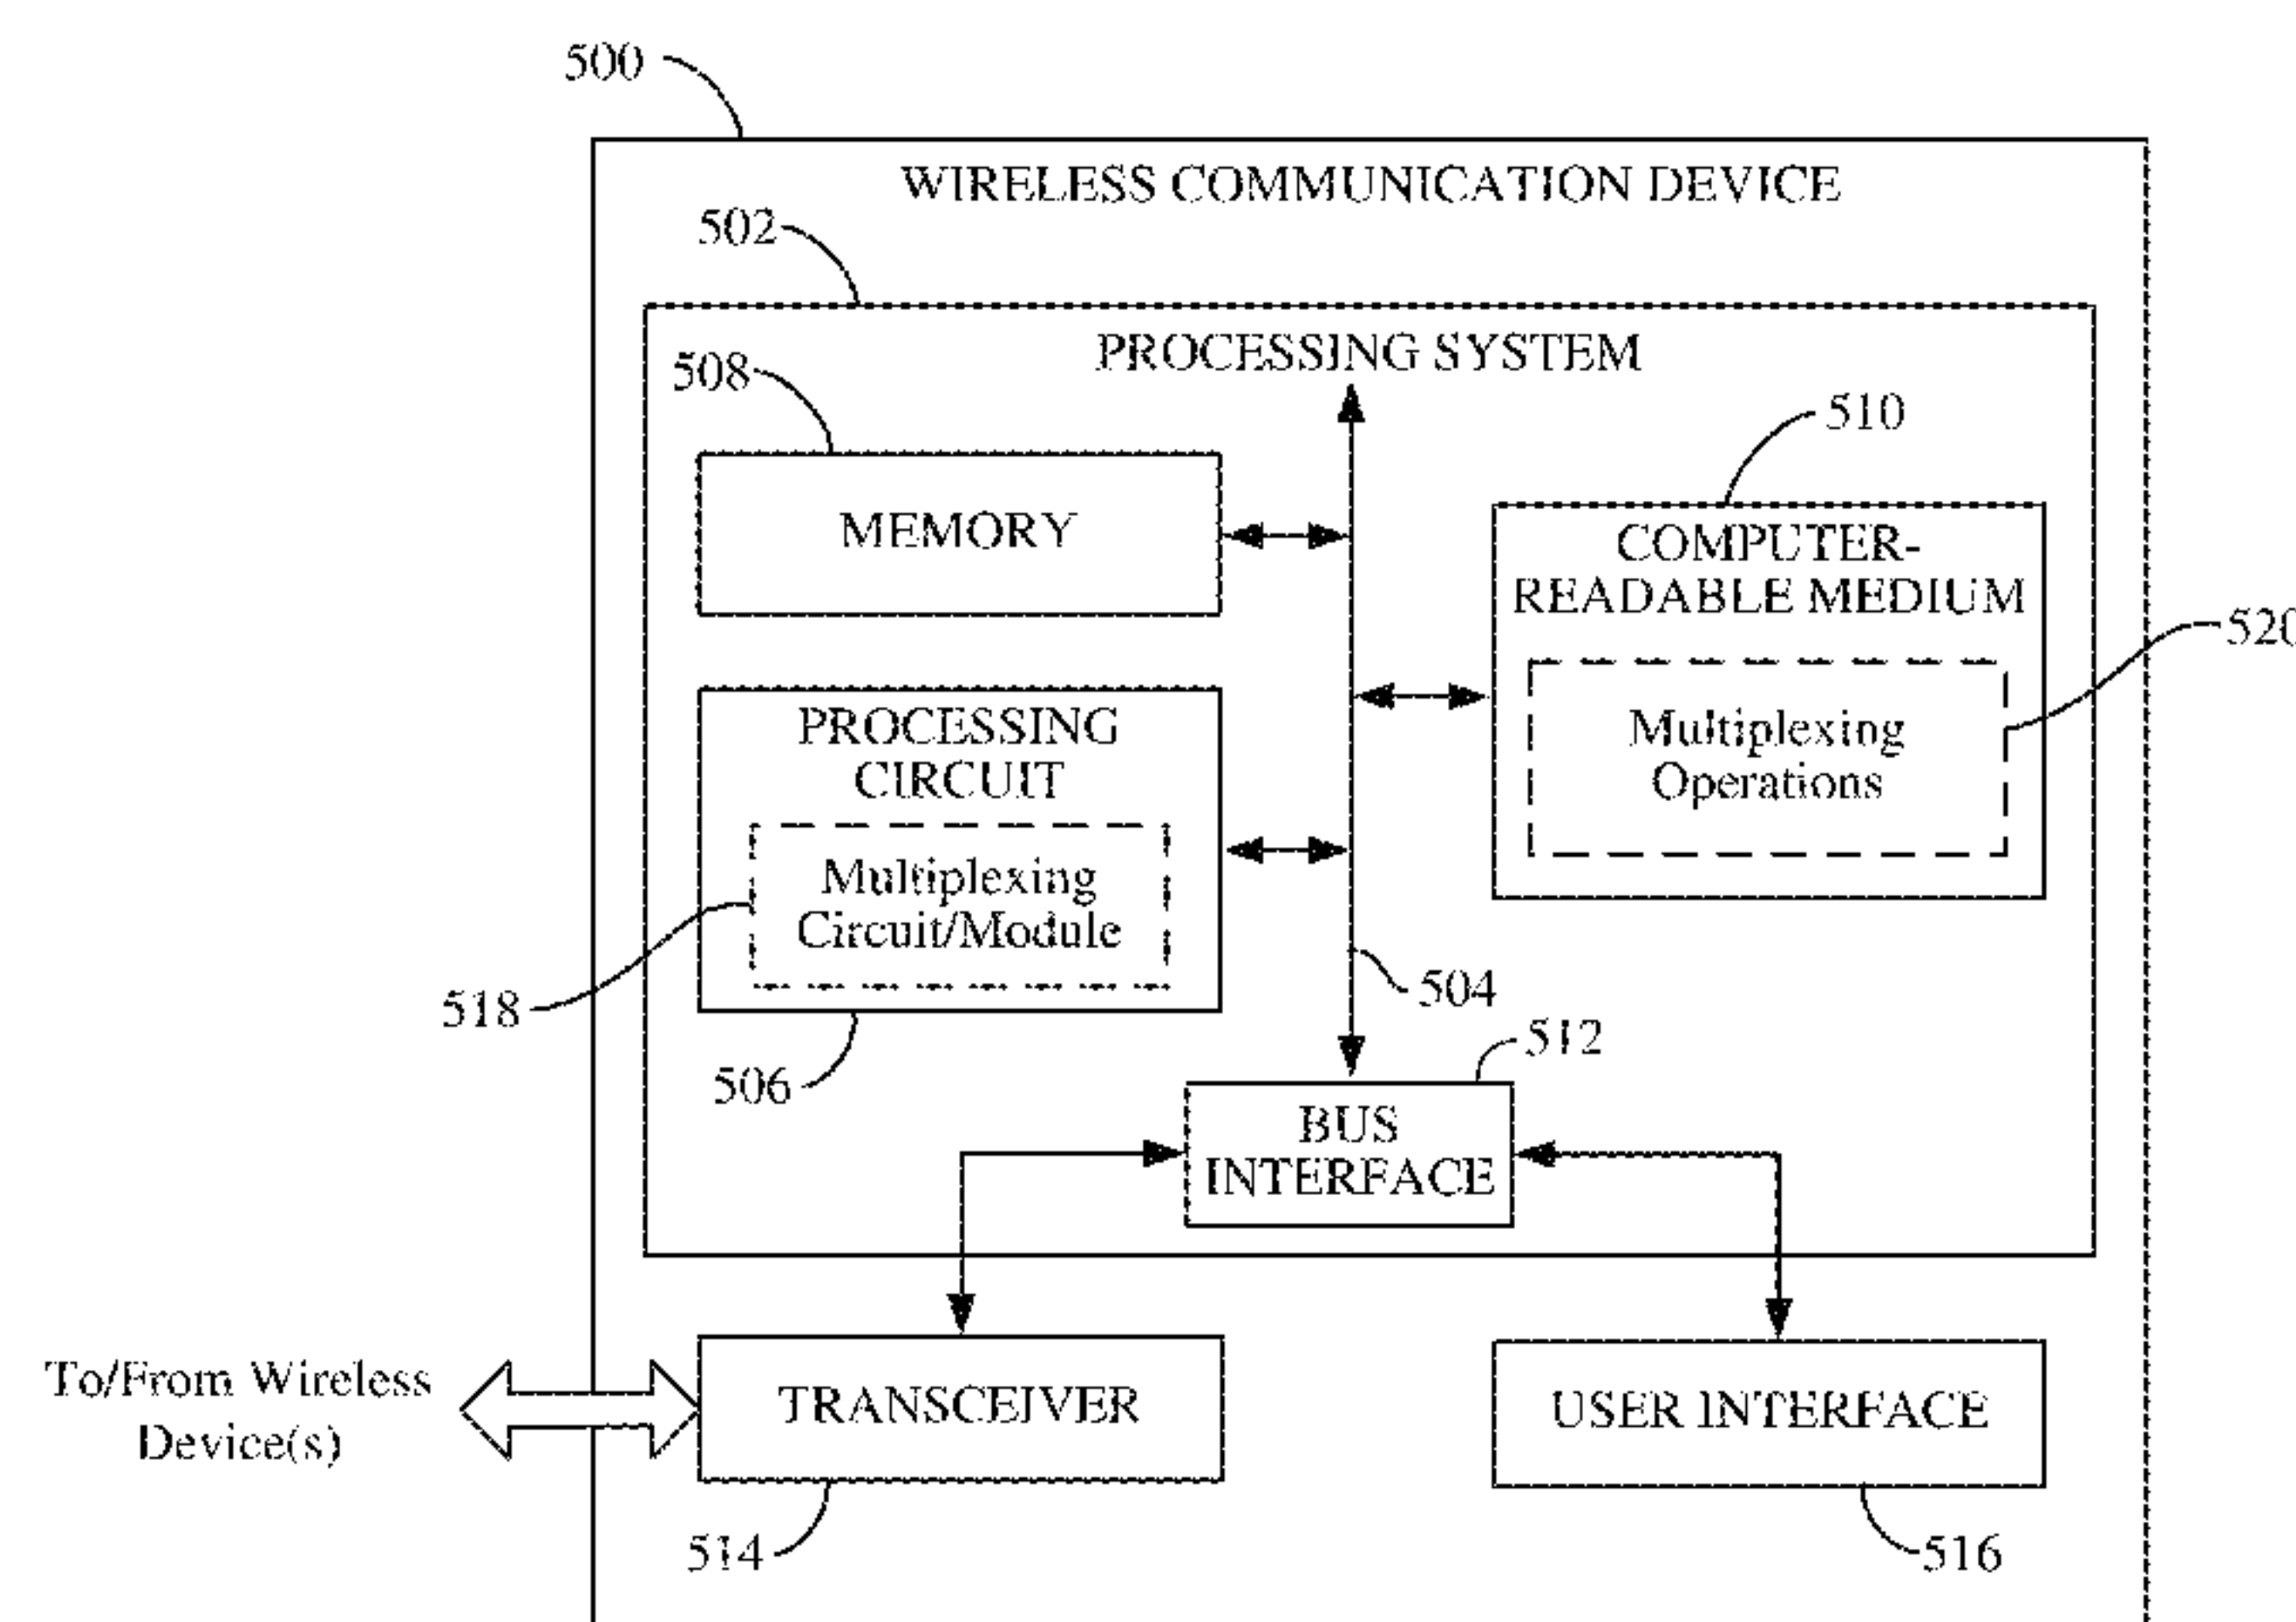 500
WIRELESS COMMUNICATION DEVICE
502
PROCESSING SYSTEM
508
510
MEMORY
COMPUTER-
READABLE MEDIUM
520
Multiplexing
Operations
PROCESSING
CIRCUIT
Multiplexing
Circuit/Module
518
504
506
512
BUS
INTERFACE
To/From Wireless
Device(s)
TRANSCEIVER
USER INTERFACE
514
516